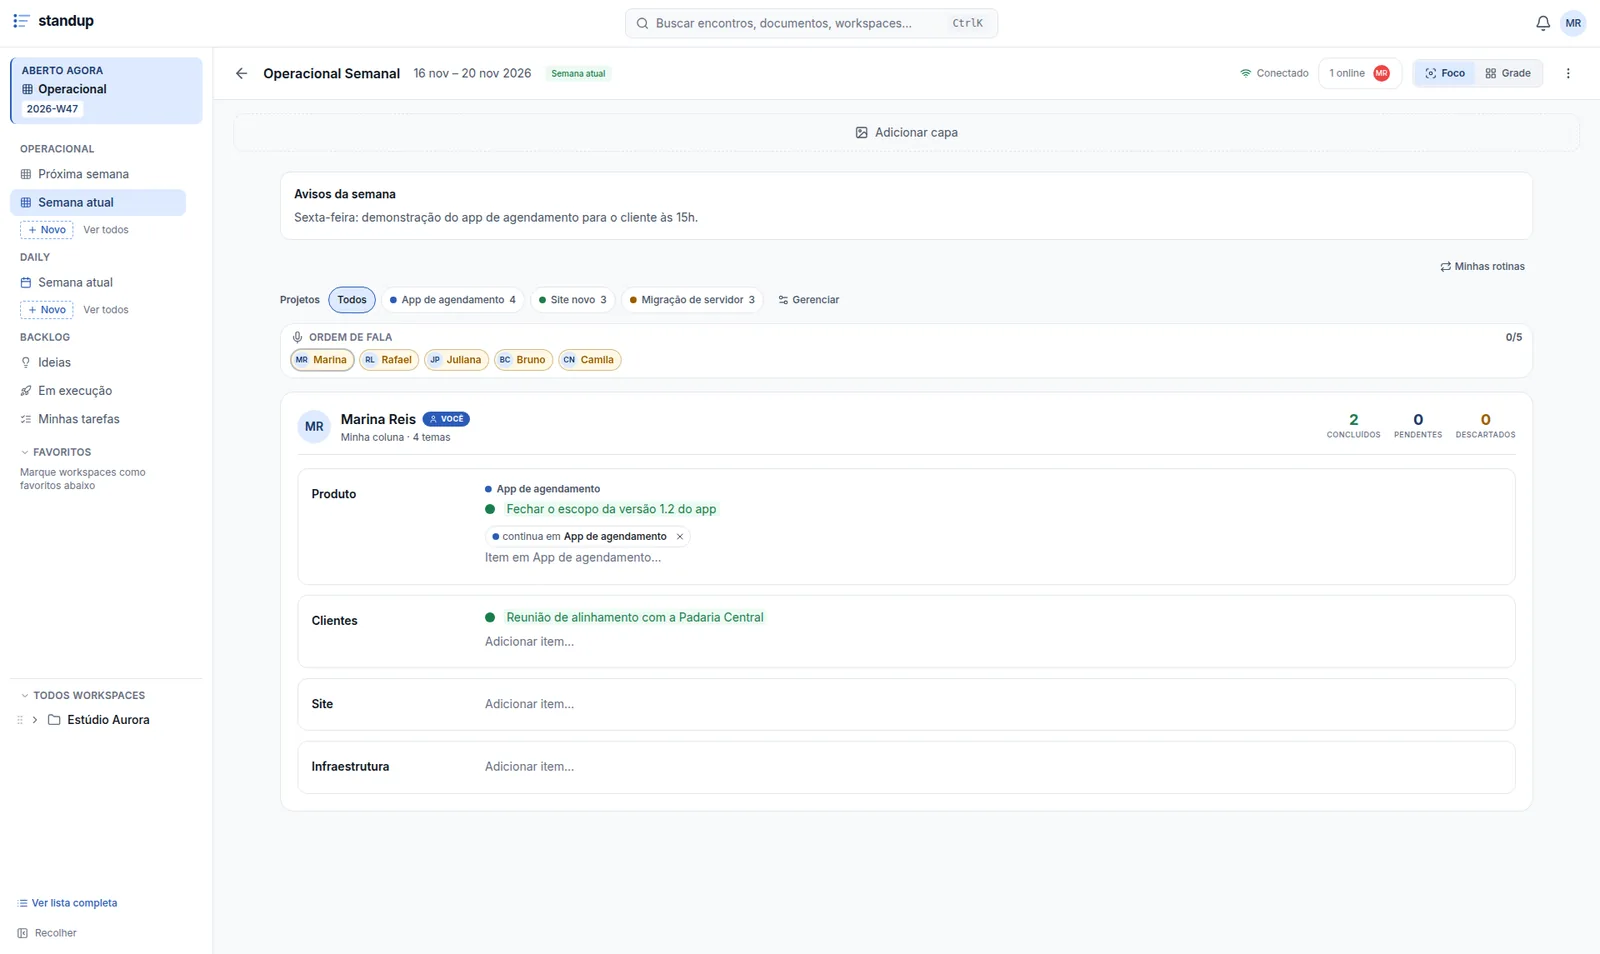 standup
Buscar encontros, documentos, workspaces...
CtrlK
MR
ABERTO AGORA
Operacional
2026-W47
OPERACIONAL
Próxima semana
Semana atual
+ Novo
Ver todos
DAILY
Semana atual
+ Novo
Ver todos
BACKLOG
Ideias
Em execução
Minhas tarefas
FAVORITOS
Marque workspaces como
favoritos abaixo
TODOS WORKSPACES
Estúdio Aurora
Ver lista completa
Recolher
Operacional Semanal
16 nov – 20 nov 2026
Semana atual
Conectado
1 online
MR
Foco
Grade
Adicionar capa
Avisos da semana
Sexta-feira: demonstração do app de agendamento para o cliente às 15h.
Minhas rotinas
Projetos
Todos
App de agendamento 4
Site novo 3
Migração de servidor 3
Gerenciar
ORDEM DE FALA
0/5
MR Marina
RL Rafael
JP Juliana
BC Bruno
CN Camila
MR
Marina Reis
VOCÊ
Minha coluna · 4 temas
2
CONCLUÍDOS
0
PENDENTES
0
DESCARTADOS
Produto
App de agendamento
Fechar o escopo da versão 1.2 do app
continua em App de agendamento ×
Item em App de agendamento...
Clientes
Reunião de alinhamento com a Padaria Central
Adicionar item...
Site
Adicionar item...
Infraestrutura
Adicionar item...